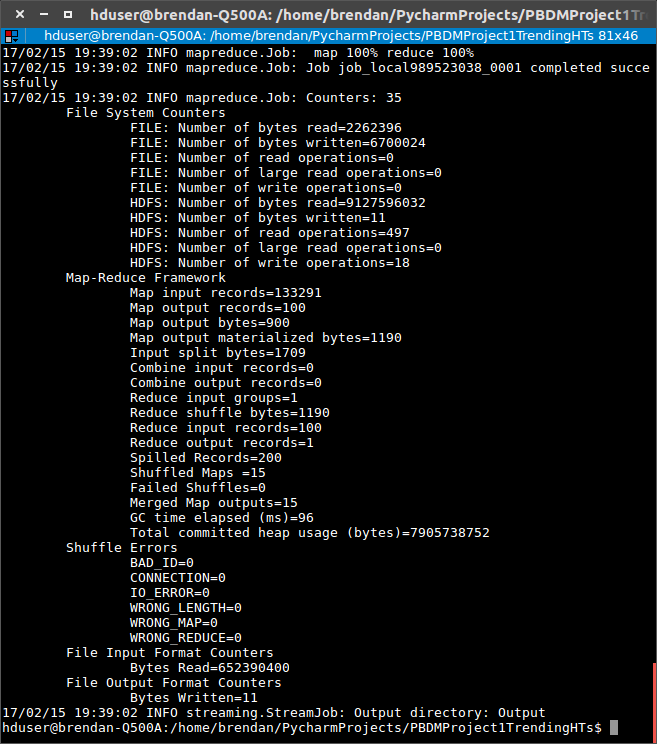 hduser@brendan-Q500A: /home/brendan/PycharmProjects/PBDMProject1Tre
hduser@brendan-Q500A: /home/brendan/PycharmProjects/PBDMProject1TrendingHTs 81x46
17/02/15 19:39:02 INFO mapreduce.Job:  map 100% reduce 100%
17/02/15 19:39:02 INFO mapreduce.Job: Job job_local989523038_0001 completed succe
ssfully
17/02/15 19:39:02 INFO mapreduce.Job: Counters: 35
File System Counters
FILE: Number of bytes read=2262396
FILE: Number of bytes written=6700024
FILE: Number of read operations=0
FILE: Number of large read operations=0
FILE: Number of write operations=0
HDFS: Number of bytes read=9127596032
HDFS: Number of bytes written=11
HDFS: Number of read operations=497
HDFS: Number of large read operations=0
HDFS: Number of write operations=18
Map-Reduce Framework
Map input records=133291
Map output records=100
Map output bytes=900
Map output materialized bytes=1190
Input split bytes=1709
Combine input records=0
Combine output records=0
Reduce input groups=1
Reduce shuffle bytes=1190
Reduce input records=100
Reduce output records=1
Spilled Records=200
Shuffled Maps =15
Failed Shuffles=0
Merged Map outputs=15
GC time elapsed (ms)=96
Total committed heap usage (bytes)=7905738752
Shuffle Errors
BAD_ID=0
CONNECTION=0
IO_ERROR=0
WRONG_LENGTH=0
WRONG_MAP=0
WRONG_REDUCE=0
File Input Format Counters
Bytes Read=652390400
File Output Format Counters
Bytes Written=11
17/02/15 19:39:02 INFO streaming.StreamJob: Output directory: Output
hduser@brendan-Q500A:/home/brendan/PycharmProjects/PBDMProject1TrendingHTs$